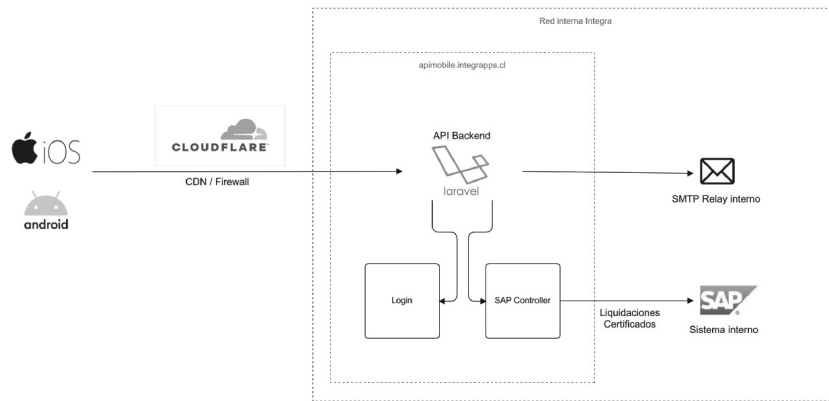 Red interna Integra
apimobile.integrapps.cl
API Backend
iOS
CLOUDFLARE
laravel
CDN / Firewall
android
SMTP Relay interno
Login
SAP Controller
SAP
Liquidaciones
Certificados
Sistema interno